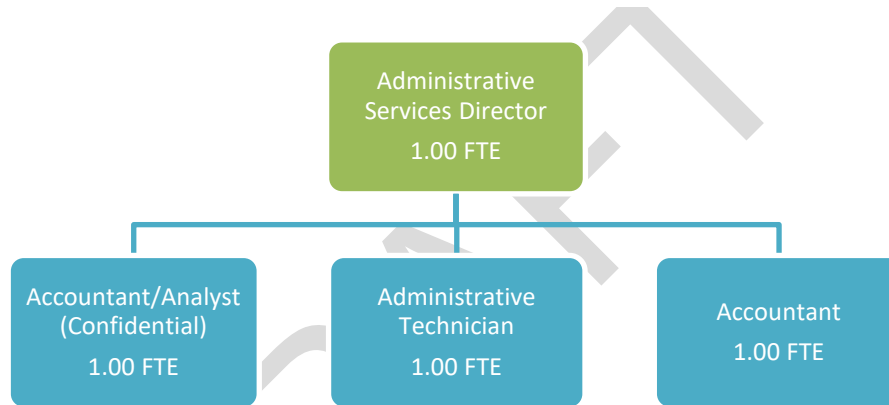 Administrative
Services Director
1.00 FTE
Accountant/Analyst
(Confidential)
1.00 FTE
Administrative
Technician
1.00 FTE
Accountant
1.00 FTE